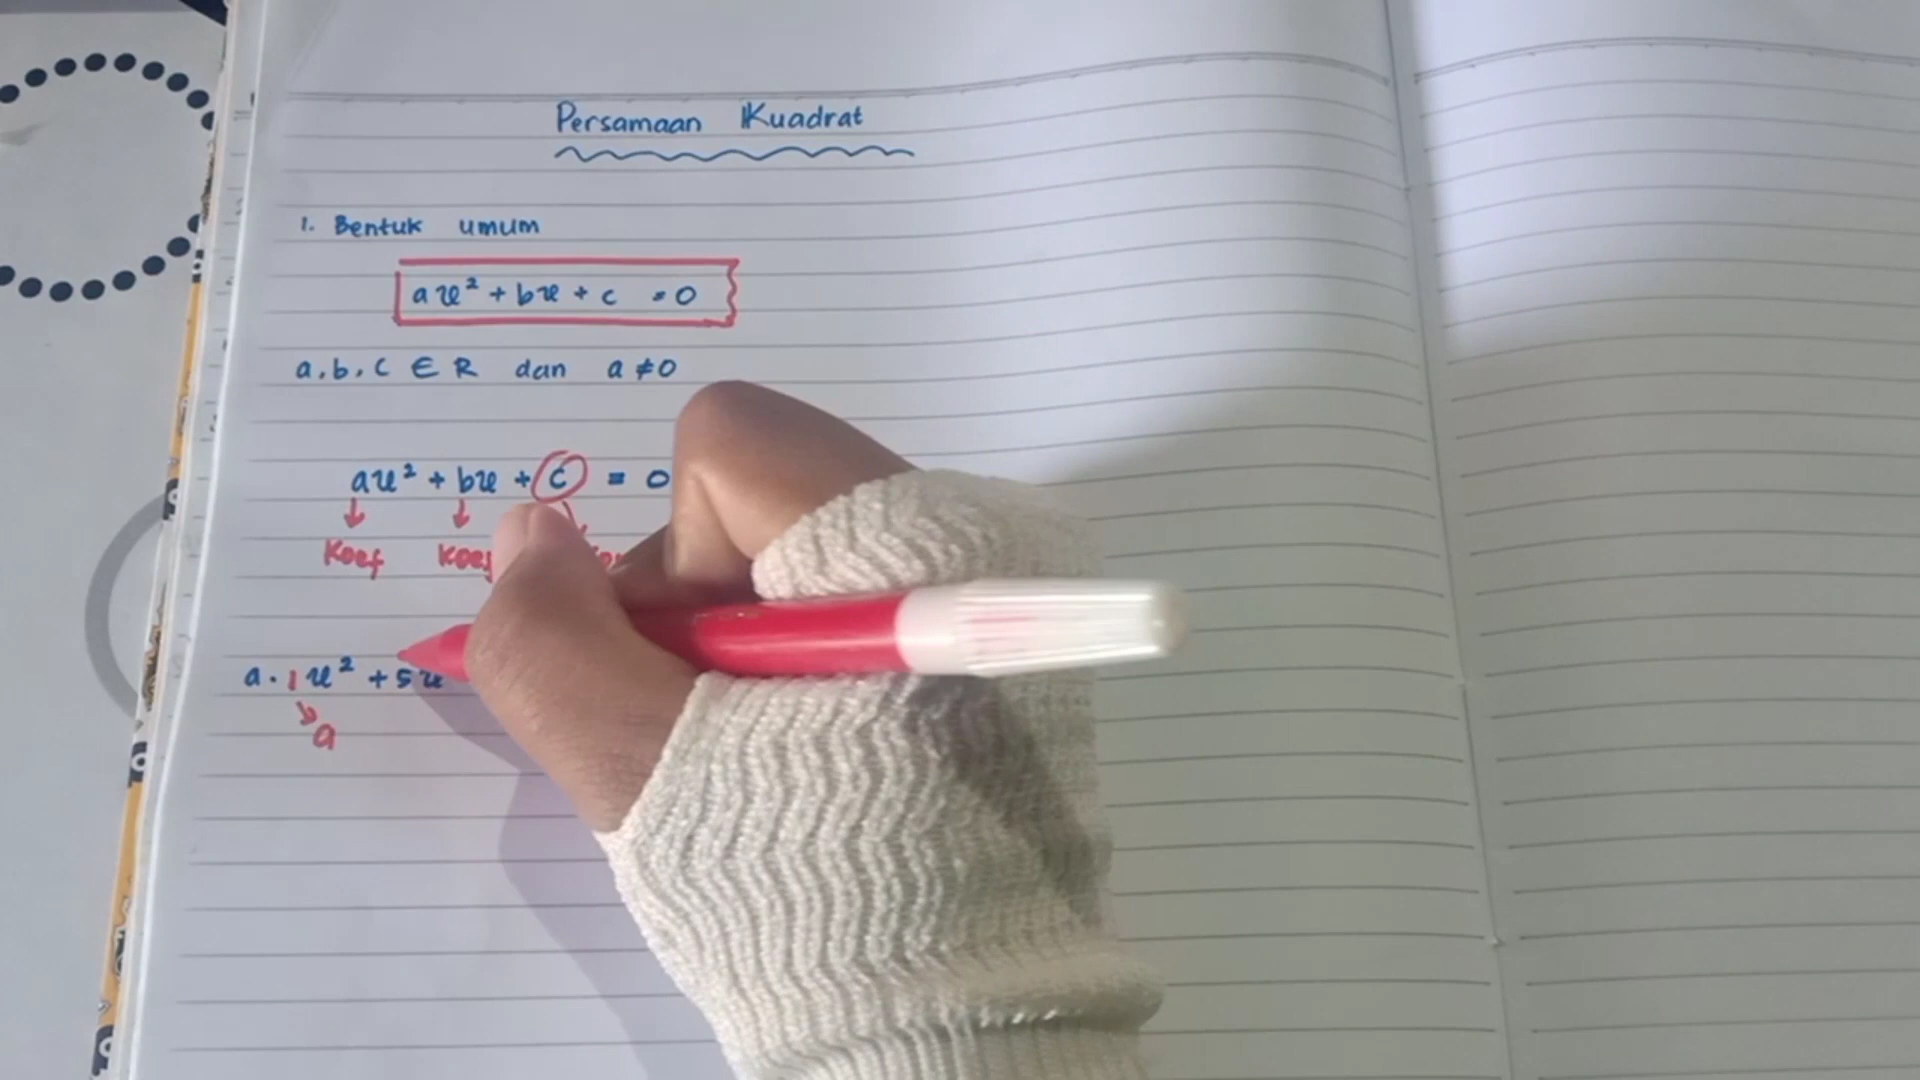 Persamaan Kuadrat
1. Bentuk umum
ax² + bx + c = 0
a, b, c ∈ R dan a ≠ 0
ax² + bx + c = 0
Koef Koef
a. 1x² + 5x
a